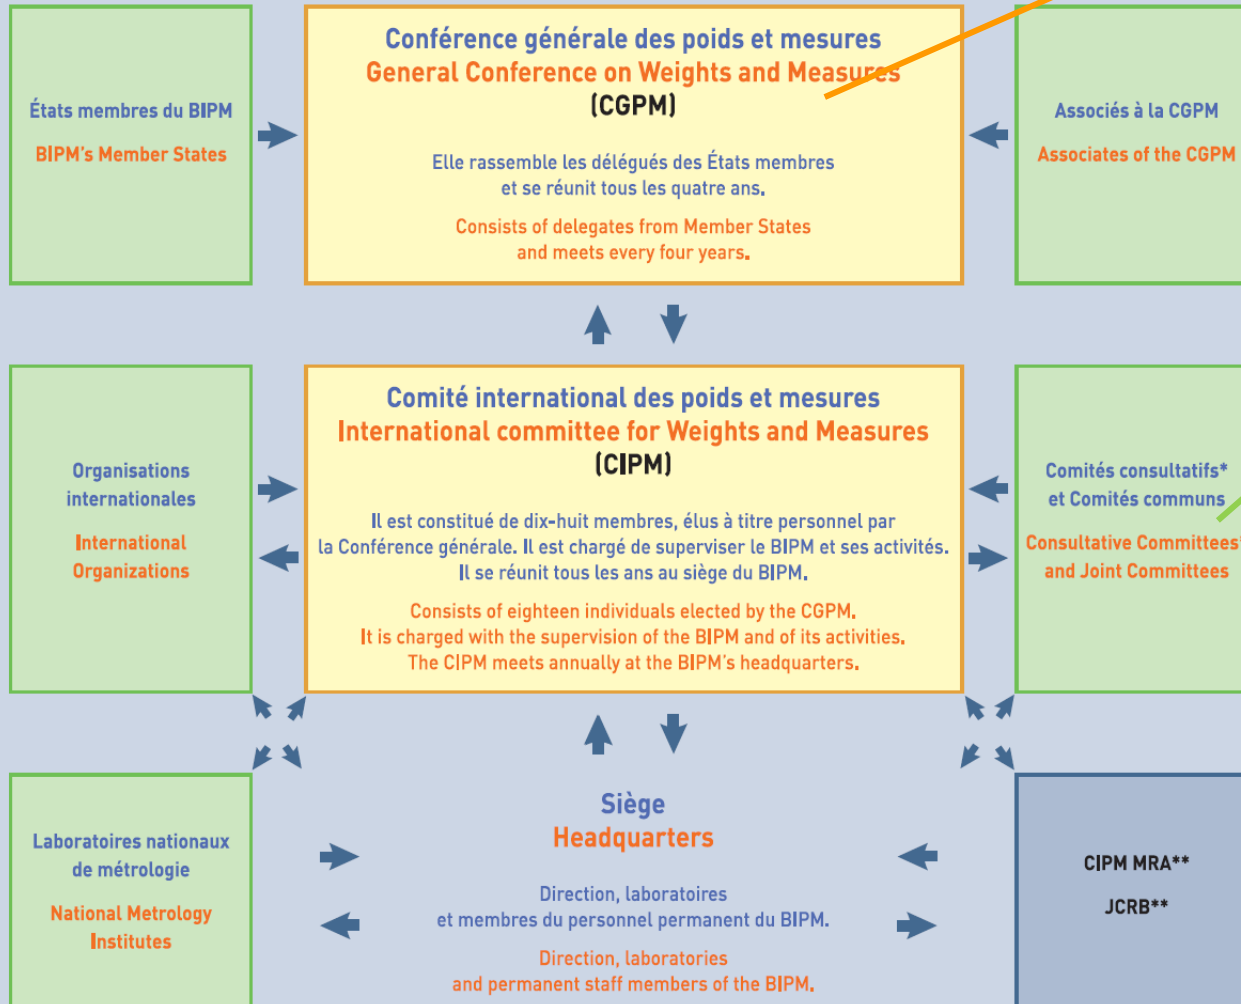 États membres du BIPM
BIPM's Member States
Conférence générale des poids et mesures
General Conference on Weights and Measures
(CGPM)
Elle rassemble les délégués des États membres
et se réunit tous les quatre ans.
Consists of delegates from Member States
and meets every four years.
Associés à la CGPM
Associates of the CGPM
Organisations
internationales
International
Organizations
Comité international des poids et mesures
International committee for Weights and Measures
(CIPM)
Il est constitué de dix-huit membres, élus à titre personnel par
la Conférence générale. Il est chargé de superviser le BIPM et ses activités.
Il se réunit tous les ans au siège du BIPM.
Consists of eighteen individuals elected by the CGPM.
It is charged with the supervision of the BIPM and of its activities.
The CIPM meets annually at the BIPM's headquarters.
Comités consultatifs*
et Comités communs
Consultative Committees*
and Joint Committees
Laboratoires nationaux
de métrologie
National Metrology
Institutes
Siège
Headquarters
Direction, laboratoires
et membres du personnel permanent du BIPM.
Direction, laboratories
and permanent staff members of the BIPM.
CIPM MRA**
JCRB**